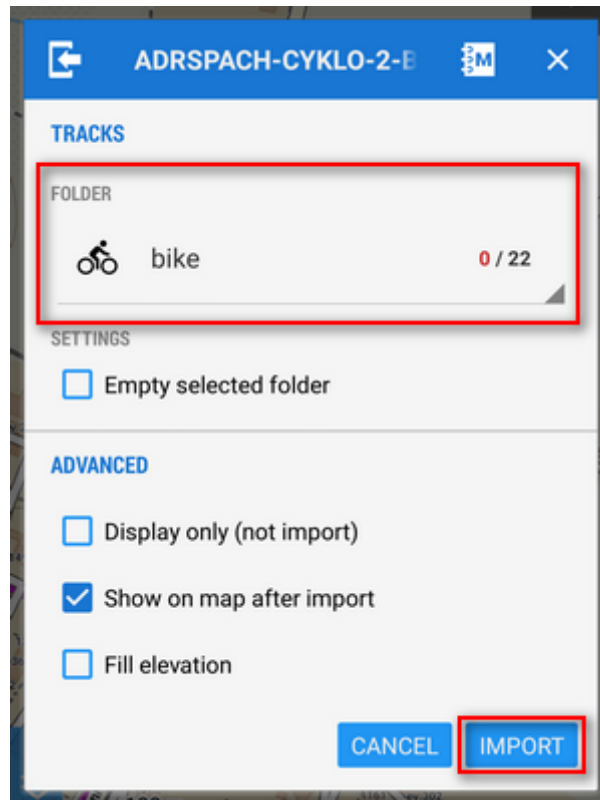 ADRSPACH-CYKLO-2-B
M
TRACKS
FOLDER
bike 0 / 22
SETTINGS
Empty selected folder
ADVANCED
Display only (not import)
Show on map after import
Fill elevation
CANCEL IMPORT